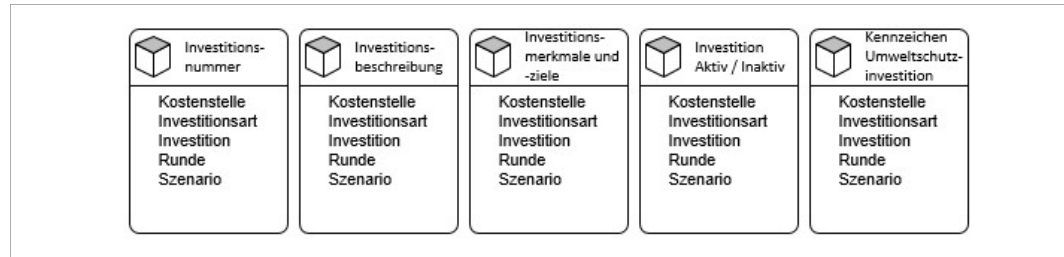 Investitions-
nummer
Kostenstelle
Investitionsart
Investition
Runde
Szenario
Investitions-
beschreibung
Kostenstelle
Investitionsart
Investition
Runde
Szenario
Investitions-
merkmale und
-ziele
Kostenstelle
Investitionsart
Investition
Runde
Szenario
Investition
Aktiv / Inaktiv
Kostenstelle
Investitionsart
Investition
Runde
Szenario
Kennzeichen
Umweltschutz-
investition
Kostenstelle
Investitionsart
Investition
Runde
Szenario